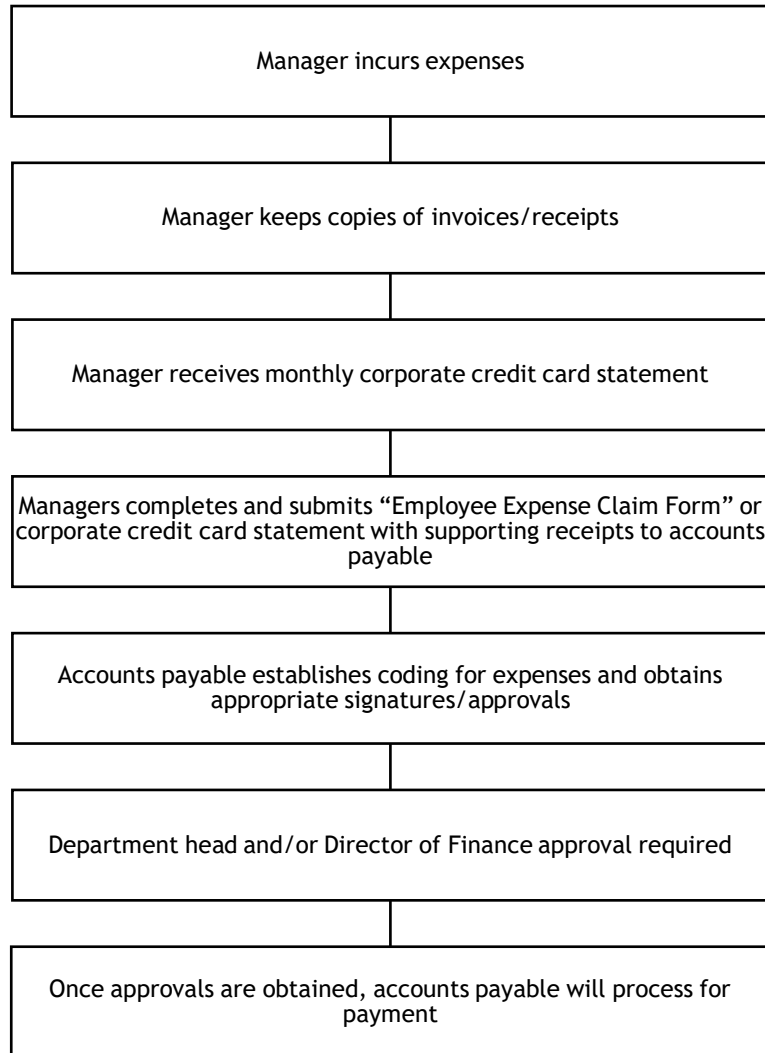 Manager incurs expenses
Manager keeps copies of invoices/receipts
Manager receives monthly corporate credit card statement
Managers completes and submits “Employee Expense Claim Form” or
corporate credit card statement with supporting receipts to accounts
payable
Accounts payable establishes coding for expenses and obtains
appropriate signatures/approvals
Department head and/or Director of Finance approval required
Once approvals are obtained, accounts payable will process for
payment